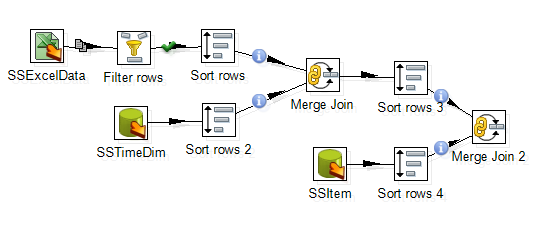 SSExcelData
Filter rows
Sort rows
Merge Join
Sort rows 3
SSTimeDim
Sort rows 2
Merge Join 2
SSItem
Sort rows 4